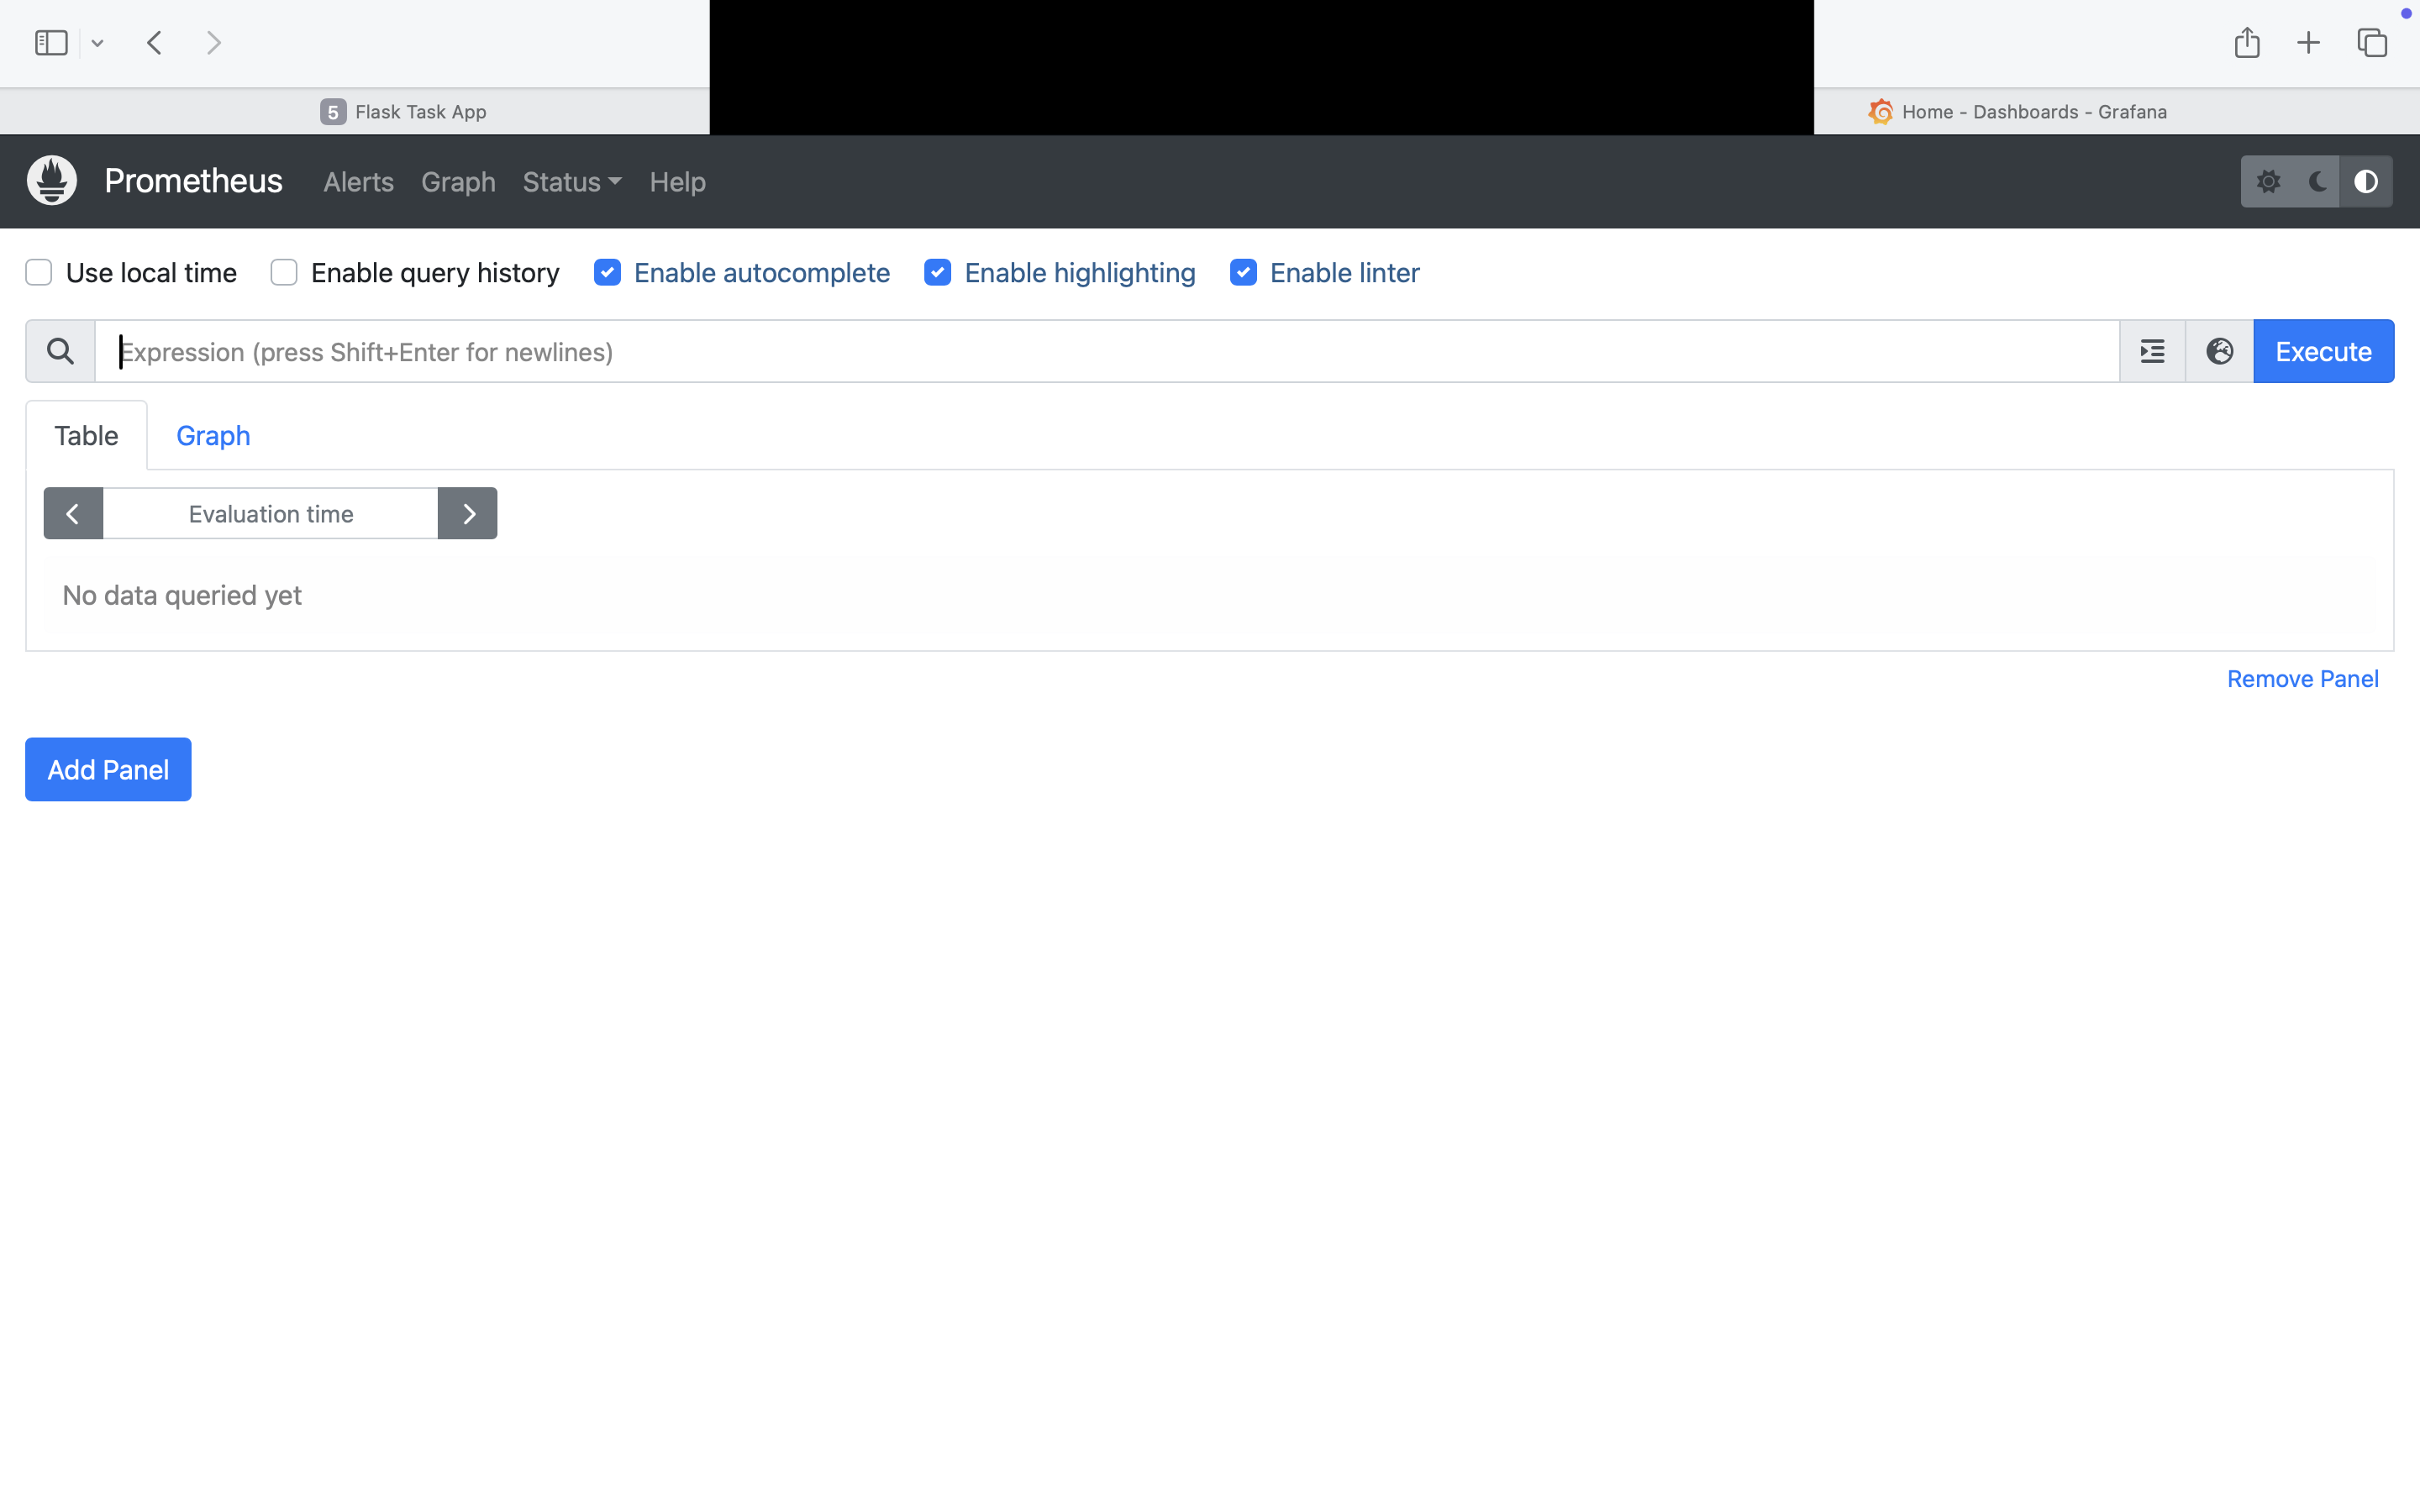 5 Flask Task App
Home - Dashboards - Grafana
Prometheus Alerts Graph Status Help
Use local time Enable query history Enable autocomplete Enable highlighting Enable linter
Expression (press Shift+Enter for newlines) Execute
Table Graph
Evaluation time
No data queried yet
Remove Panel
Add Panel